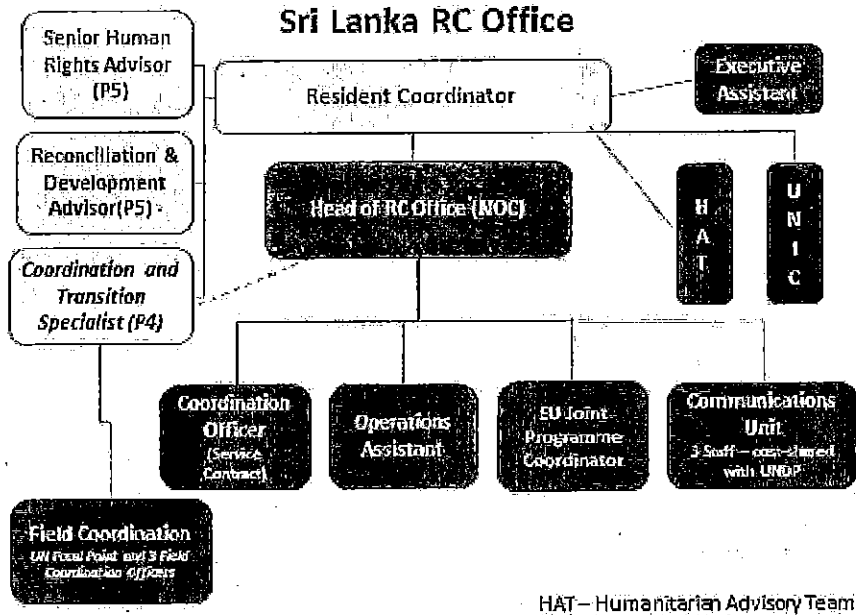 Sri Lanka RC Office
Senior Human
Rights Advisor
(P5)
Resident Coordinator
Executive
Assistant
Reconciliation &
Development
Advisor(P5) -
Head of RC Office (NOC)
H
A
T
U
N
I
C
Coordination and
Transition
Specialist (P4)
Coordination
Officer
(Service
Contract)
Operations
Assistant
EU Joint
Programme
Coordinator
Communications
Unit
3 Staff – cost-shared
with UNDP
Field Coordination
UN Focal Point and 3 Field
Coordination Officers
HAT – Humanitarian Advisory Team